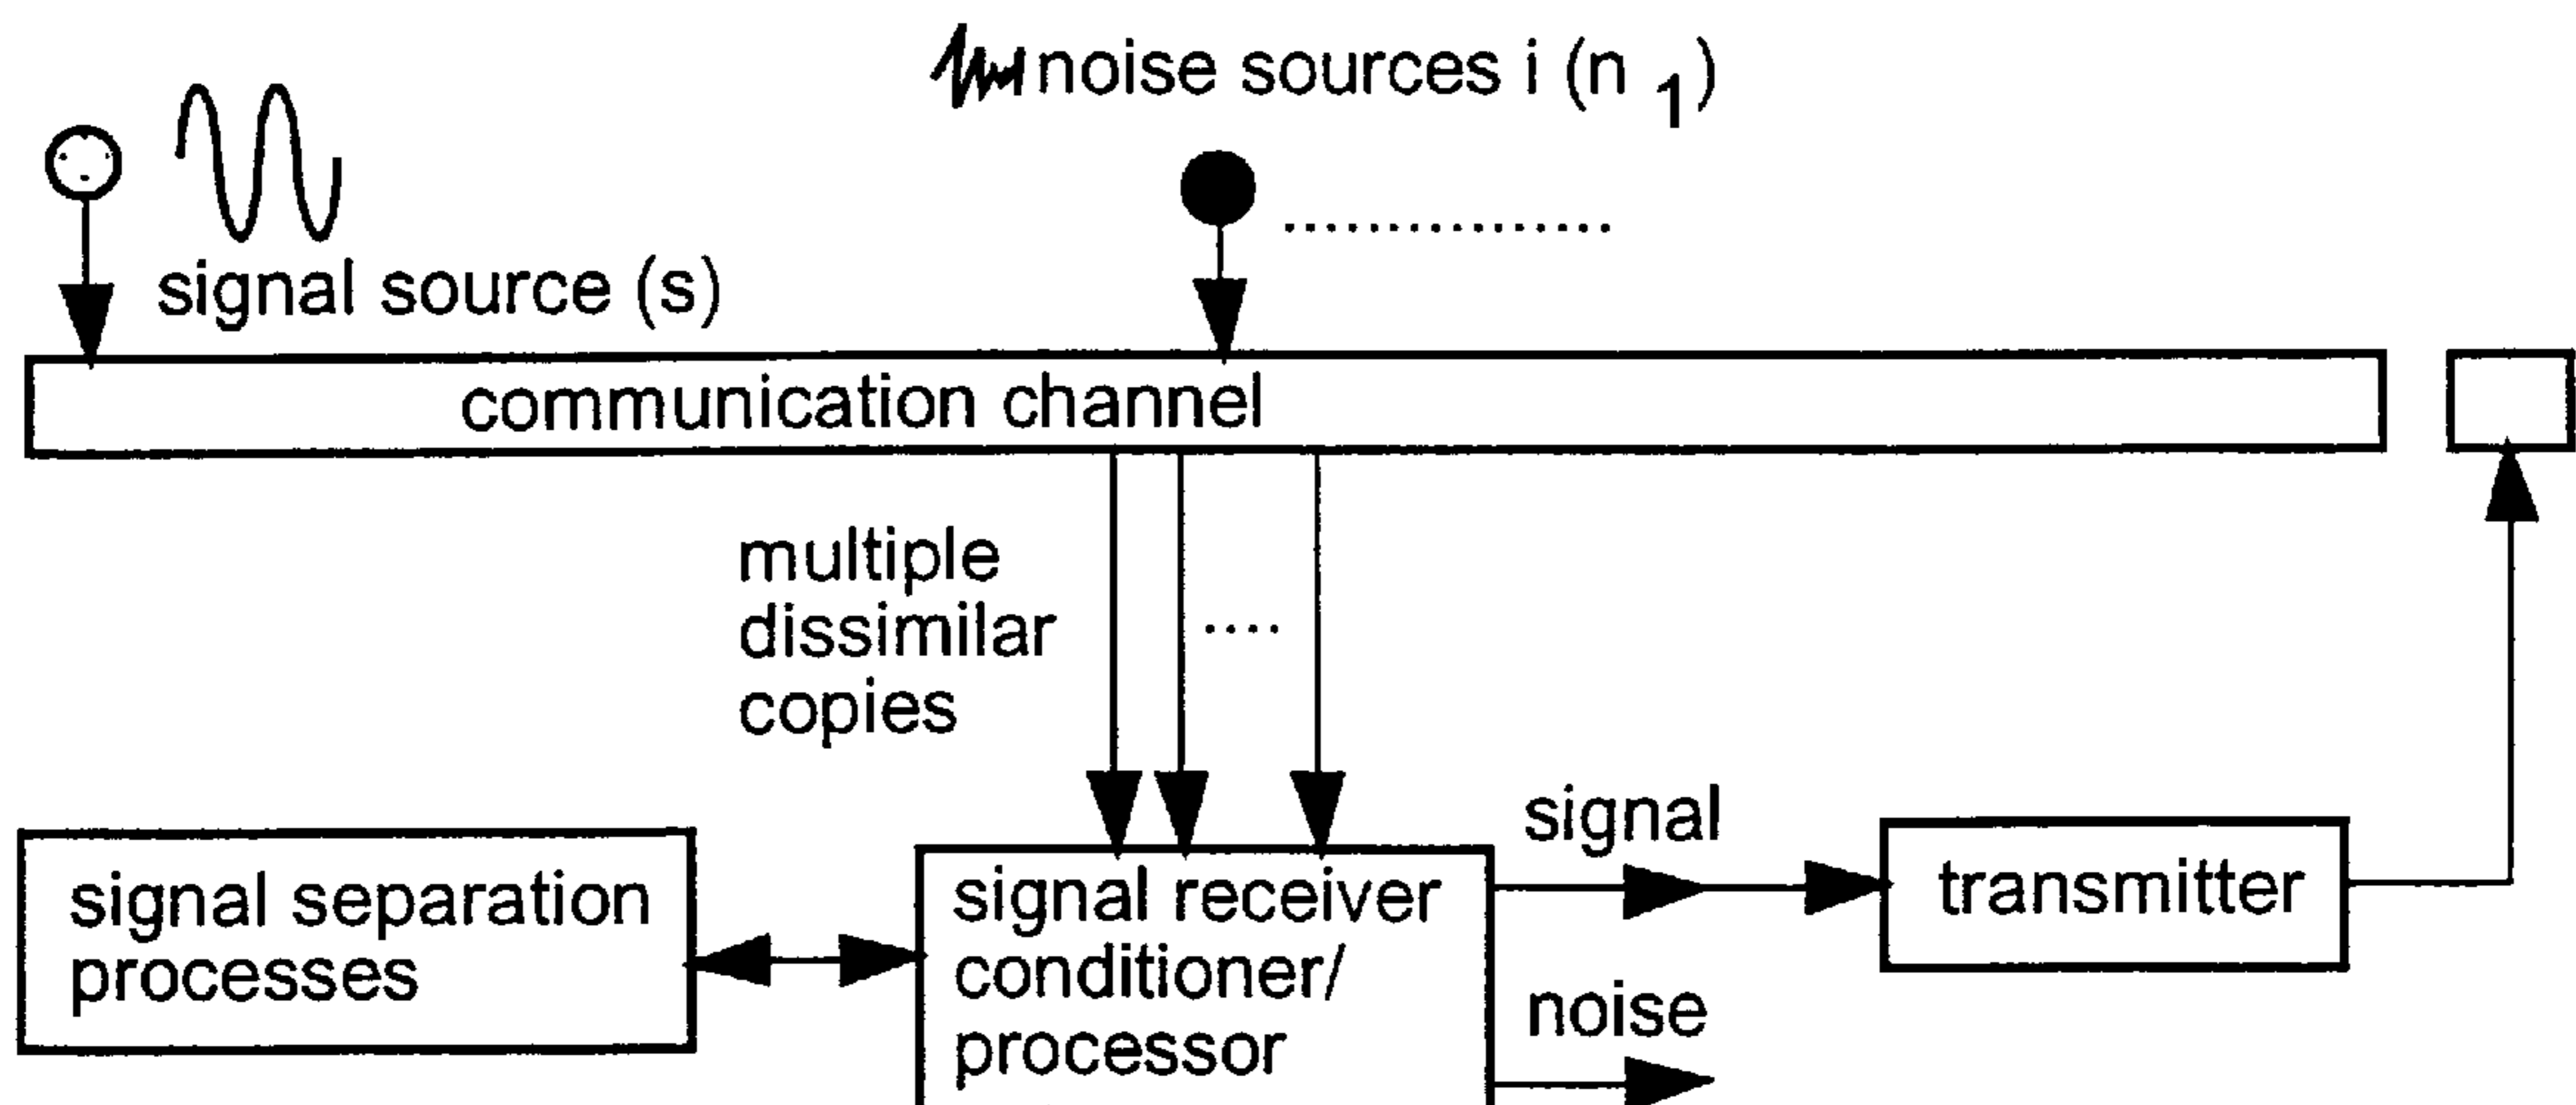 noise sources i (n 1)
signal source (s)
communication channel
multiple
dissimilar
copies
signal separation
processes
signal receiver
conditioner/
processor
signal
noise
transmitter